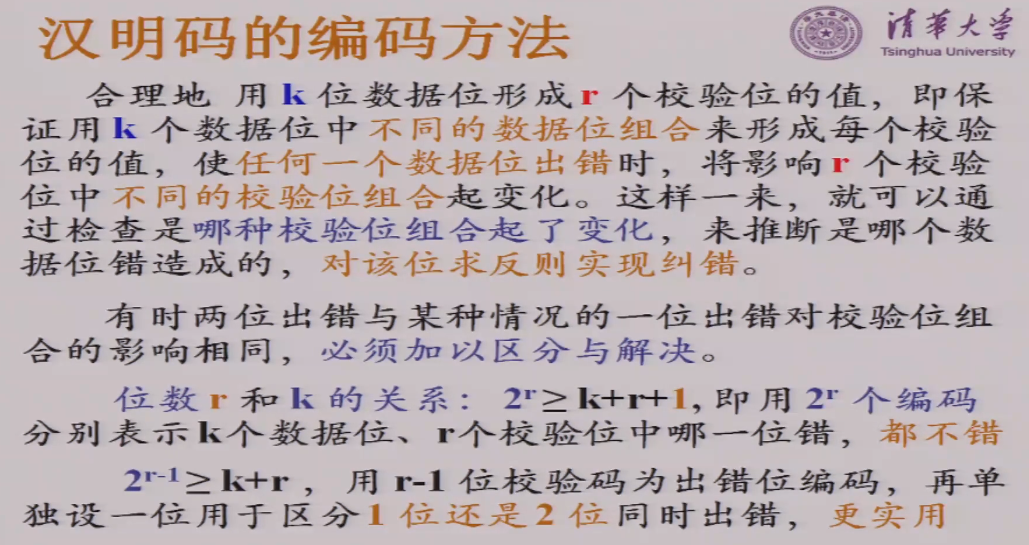 汉明码的编码方法
清华大学
Tsinghua University
合理地 用 k 位数据位形成 r 个校验位的值，即保
证用 k 个数据位中不同的数据位组合来形成每个校验
位的值，使任何一个数据位出错时，将影响 r 个校验
位中不同的校验位组合起变化。这样一来，就可以通
过检查是哪种校验位组合起了变化，来推断是哪个数
据位错造成的，对该位求反则实现纠错。
有时两位出错与某种情况的一位出错对校验位组
合的影响相同，必须加以区分与解决。
位数 r 和 k 的关系： 2ʳ ≥ k+r+1, 即用 2ʳ 个编码
分别表示 k 个数据位、r 个校验位中哪一位错，都不错
2ʳ⁻¹ ≥ k+r ，用 r-1 位校验码为出错位编码，再单
独设一位用于区分 1 位还是 2 位同时出错，更实用